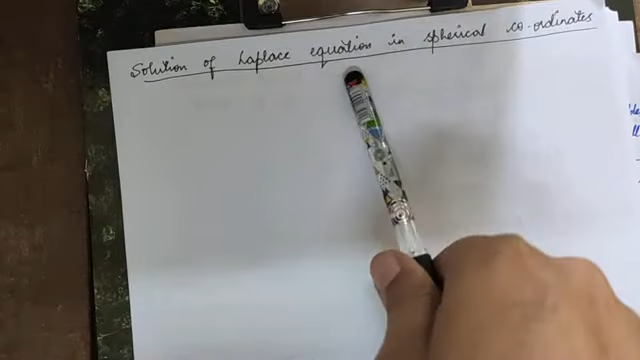 Solution of Laplace equation in spherical co-ordinates